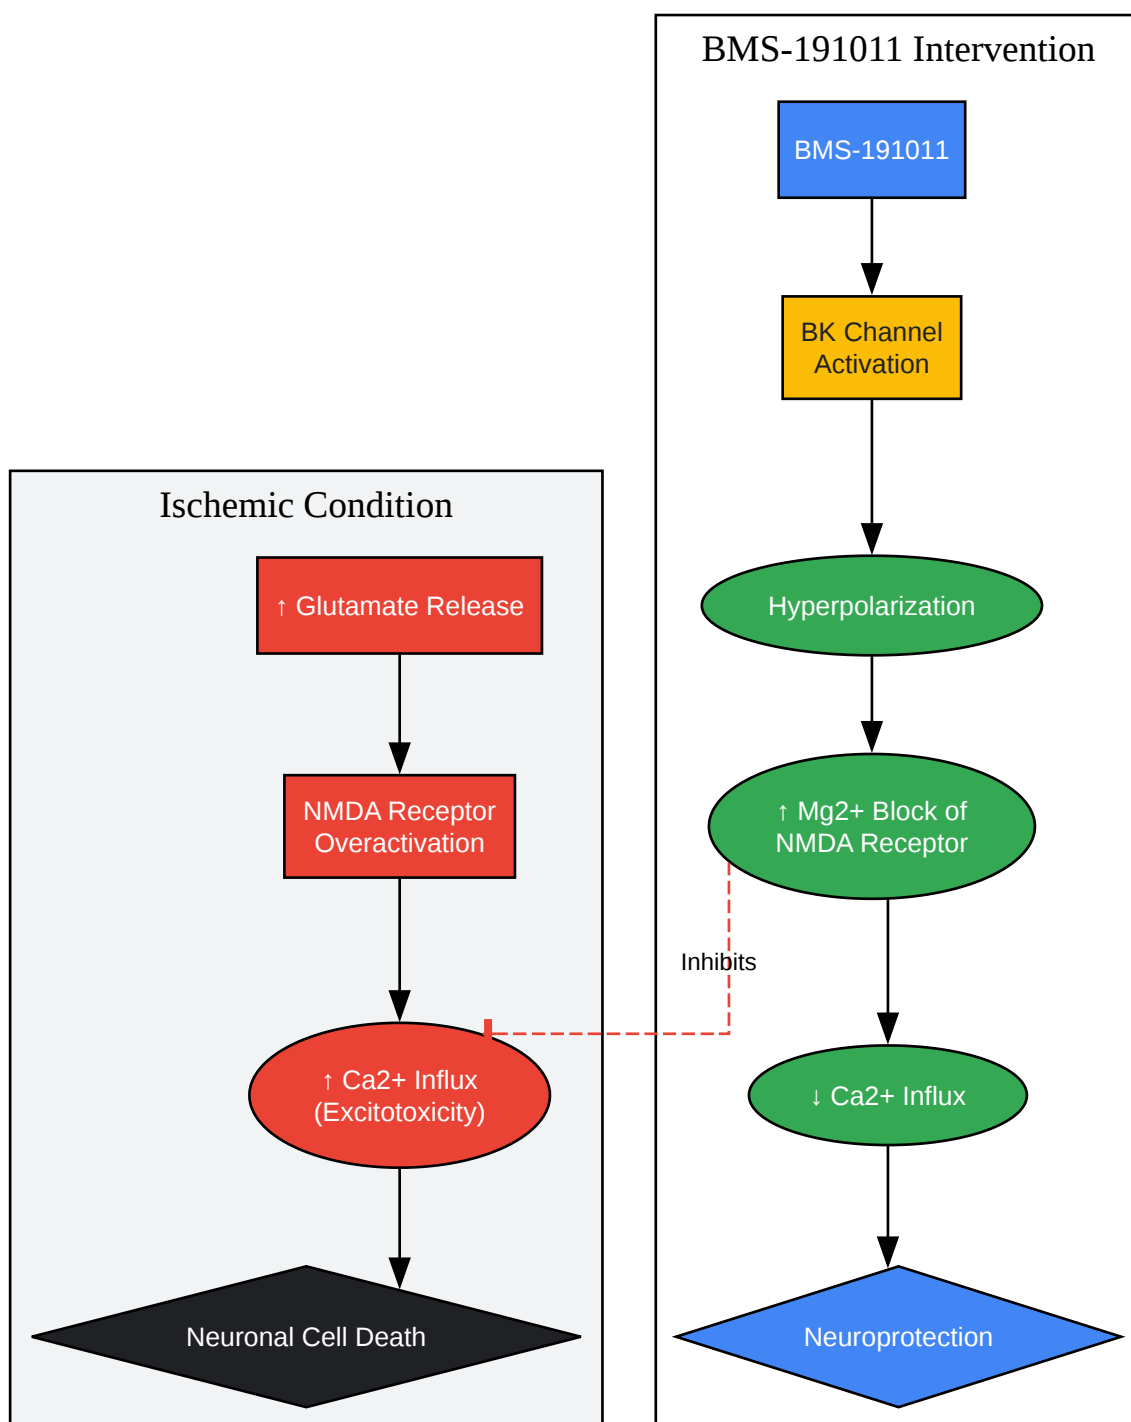 BMS-191011 Intervention
BMS-191011
BK Channel
Activation
Hyperpolarization
↑ Mg2+ Block of
NMDA Receptor
Inhibits
↓ Ca2+ Influx
Neuroprotection
Ischemic Condition
↑ Glutamate Release
NMDA Receptor
Overactivation
↑ Ca2+ Influx
(Excitotoxicity)
Neuronal Cell Death